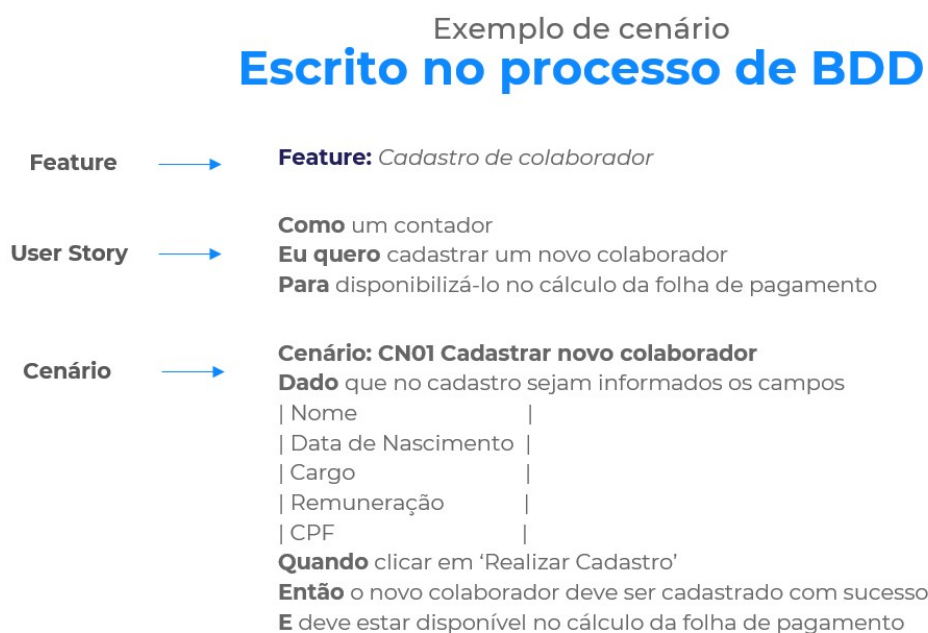 Exemplo de cenário
Escrito no processo de BDD
Feature
Feature: Cadastro de colaborador
User Story
Como um contador
Eu quero cadastrar um novo colaborador
Para disponibilizá-lo no cálculo da folha de pagamento
Cenário
Cenário: CN01 Cadastrar novo colaborador
Dado que no cadastro sejam informados os campos
| Nome |
| Data de Nascimento |
| Cargo |
| Remuneração |
| CPF |
Quando clicar em ‘Realizar Cadastro’
Então o novo colaborador deve ser cadastrado com sucesso
E deve estar disponível no cálculo da folha de pagamento